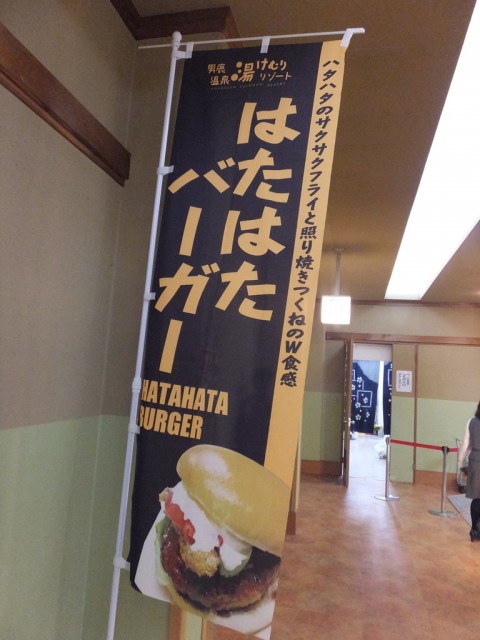 男鹿温泉
湯けむりリゾート
ハタハタのサクサクフライと照り焼きつくねのW食感
はたはた
バーガー
HATAHATA
BURGER